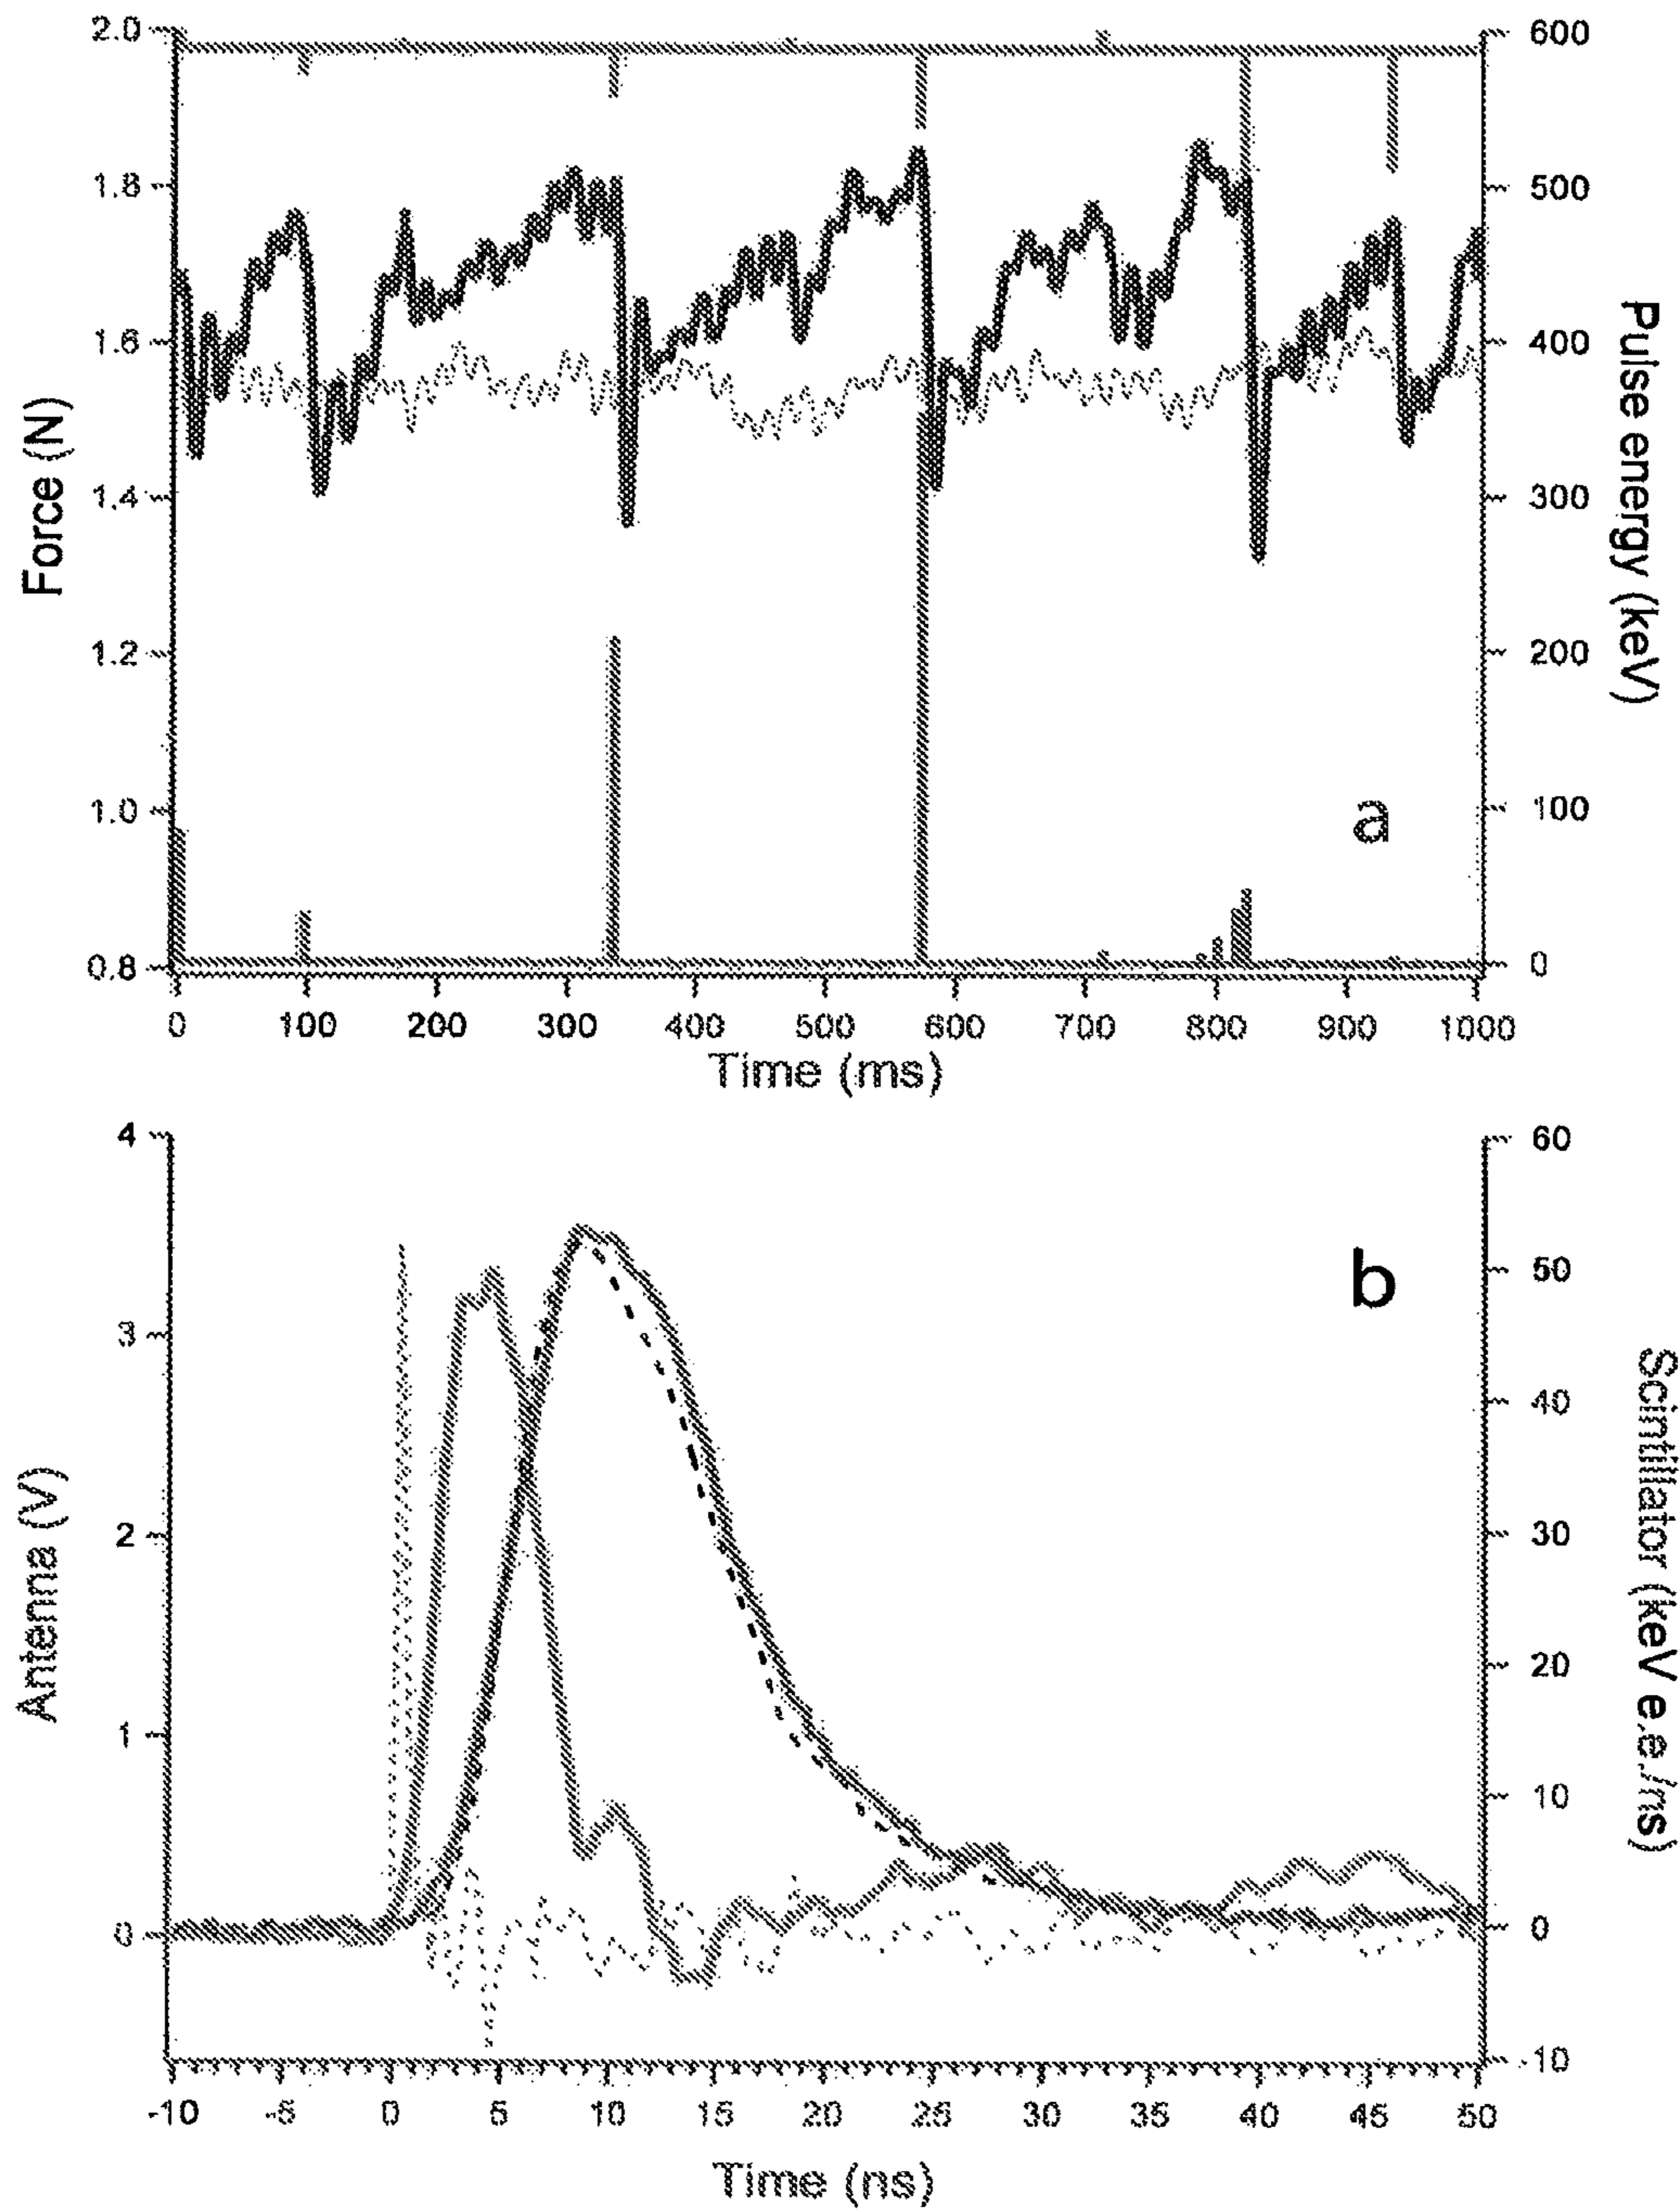 2.0
1.8
1.6
1.4
1.2
1.0
0.8
Force (N)
600
500
400
300
200
100
0
Pulse energy (keV)
a
0 100 200 300 400 500 600 700 800 900 1000
Time (ms)
4
3
2
1
0
Antenna (V)
60
50
40
30
20
10
0
-10
Scintillator (keV e.e./ns)
b
-10 -5 0 5 10 15 20 25 30 35 40 45 50
Time (ns)